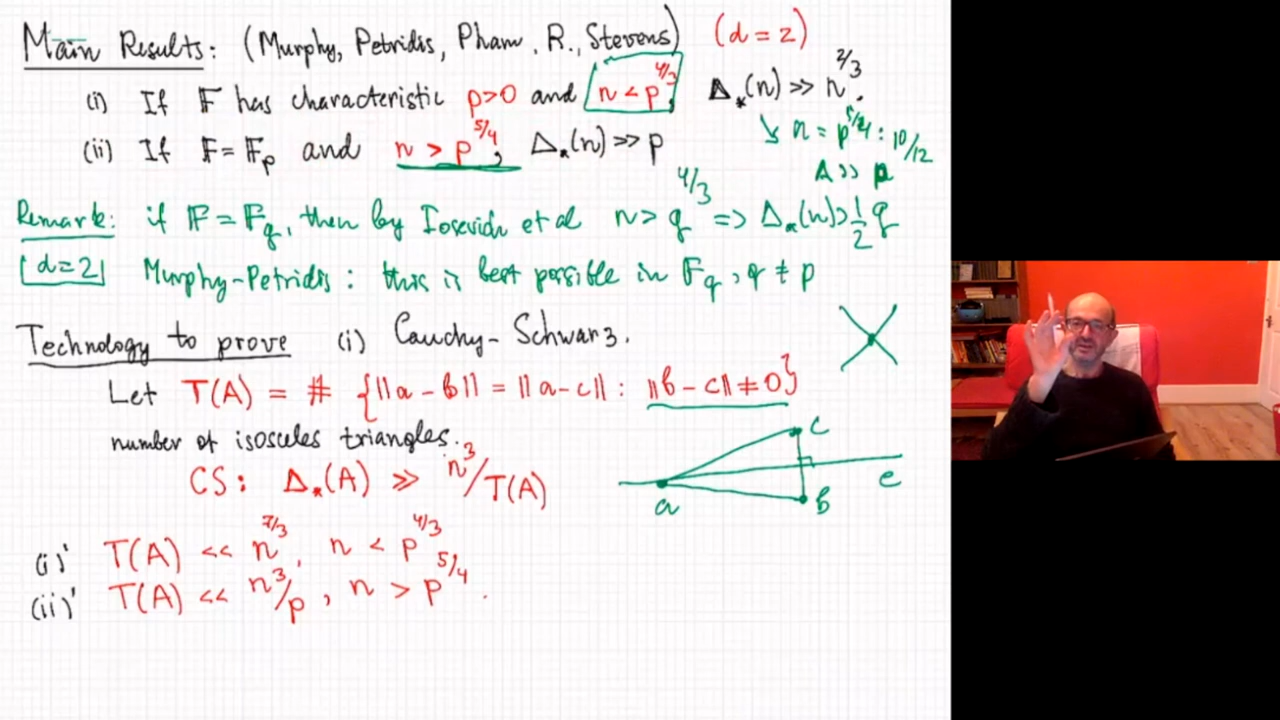 Main Results: (Murphy, Petridis, Pham, R., Stevens) (d = 2)
(i) If F has characteristic p>0 and n < p^{4/3}, Δ_*(n) >> n^{2/3}.
↘ n = p^{5/4} : 10/12
(ii) If F = F_p and n > p^{5/4}, Δ_*(n) >> p
Δ >> p
Remark: if F = F_q, then by Iosevich et al n > q^{4/3} => Δ_*(n) > 1/2 q
[d=2] Murphy-Petridis: this is best possible in F_q, q ≠ p
Technology to prove (i) Cauchy-Schwarz.
Let T(A) = # {||a-b|| = ||a-c|| : ||b-c|| ≠ 0}
number of isosceles triangles.
CS: Δ_*(A) >> n^3/T(A)
a b c e
(i)' T(A) << n^{7/3}, n < p^{4/3}
(ii)' T(A) << n^3/p, n > p^{5/4}.